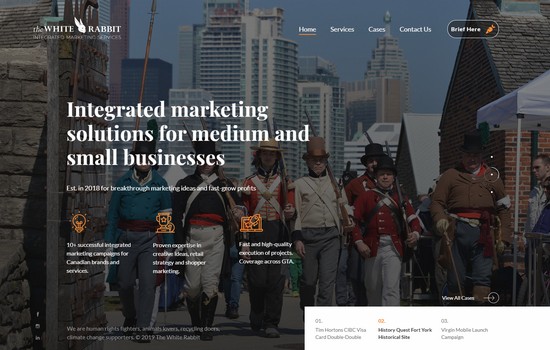 the WHITE RABBIT
INTEGRATED MARKETING SERVICES
Home Services Cases Contact Us Brief Here
Integrated marketing
solutions for medium and
small businesses
Est. in 2018 for breakthrough marketing ideas and fast-grow profits
10+ successful integrated
marketing campaigns for
Canadian brands and
services.
Proven expertise in
creative ideas, retail
strategy and shopper
marketing.
Fast and high-quality
execution of projects.
Coverage across GTA.
View All Cases
We are human rights fighters, animals lovers, recycling doms,
climate change supporters. © 2019 The White Rabbit
01.
Tim Hortons CIBC Visa
Card Double-Double
02.
History Quest Fort York
Historical Site
03.
Virgin Mobile Launch
Campaign